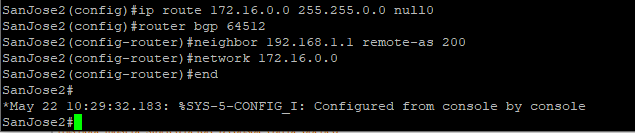 SanJose2(config)#ip route 172.16.0.0 255.255.0.0 null0
SanJose2(config)#router bgp 64512
SanJose2(config-router)#neighbor 192.168.1.1 remote-as 200
SanJose2(config-router)#network 172.16.0.0
SanJose2(config-router)#end
SanJose2#
*May 22 10:29:32.183: %SYS-5-CONFIG_I: Configured from console by console
SanJose2#